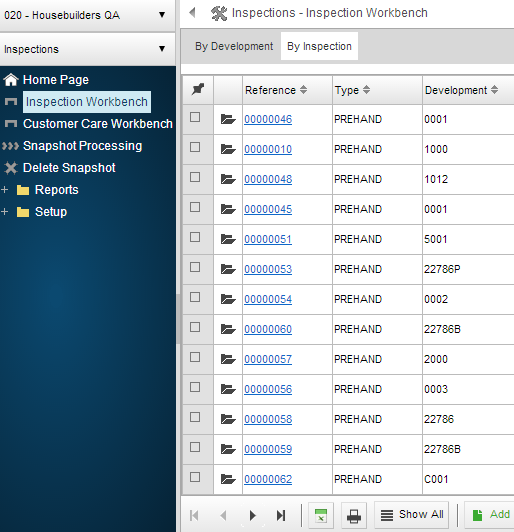 020 - Housebuilders QA
Inspections
Home Page
Inspection Workbench
Customer Care Workbench
Snapshot Processing
Delete Snapshot
Reports
Setup
Inspections - Inspection Workbench
By Development By Inspection
Reference Type Development
00000046 PREHAND 0001
00000010 PREHAND 1000
00000048 PREHAND 1012
00000045 PREHAND 0001
00000051 PREHAND 5001
00000053 PREHAND 22786P
00000054 PREHAND 0002
00000060 PREHAND 22786B
00000057 PREHAND 2000
00000056 PREHAND 0003
00000058 PREHAND 22786
00000059 PREHAND 22786B
00000062 PREHAND C001
Show All Add